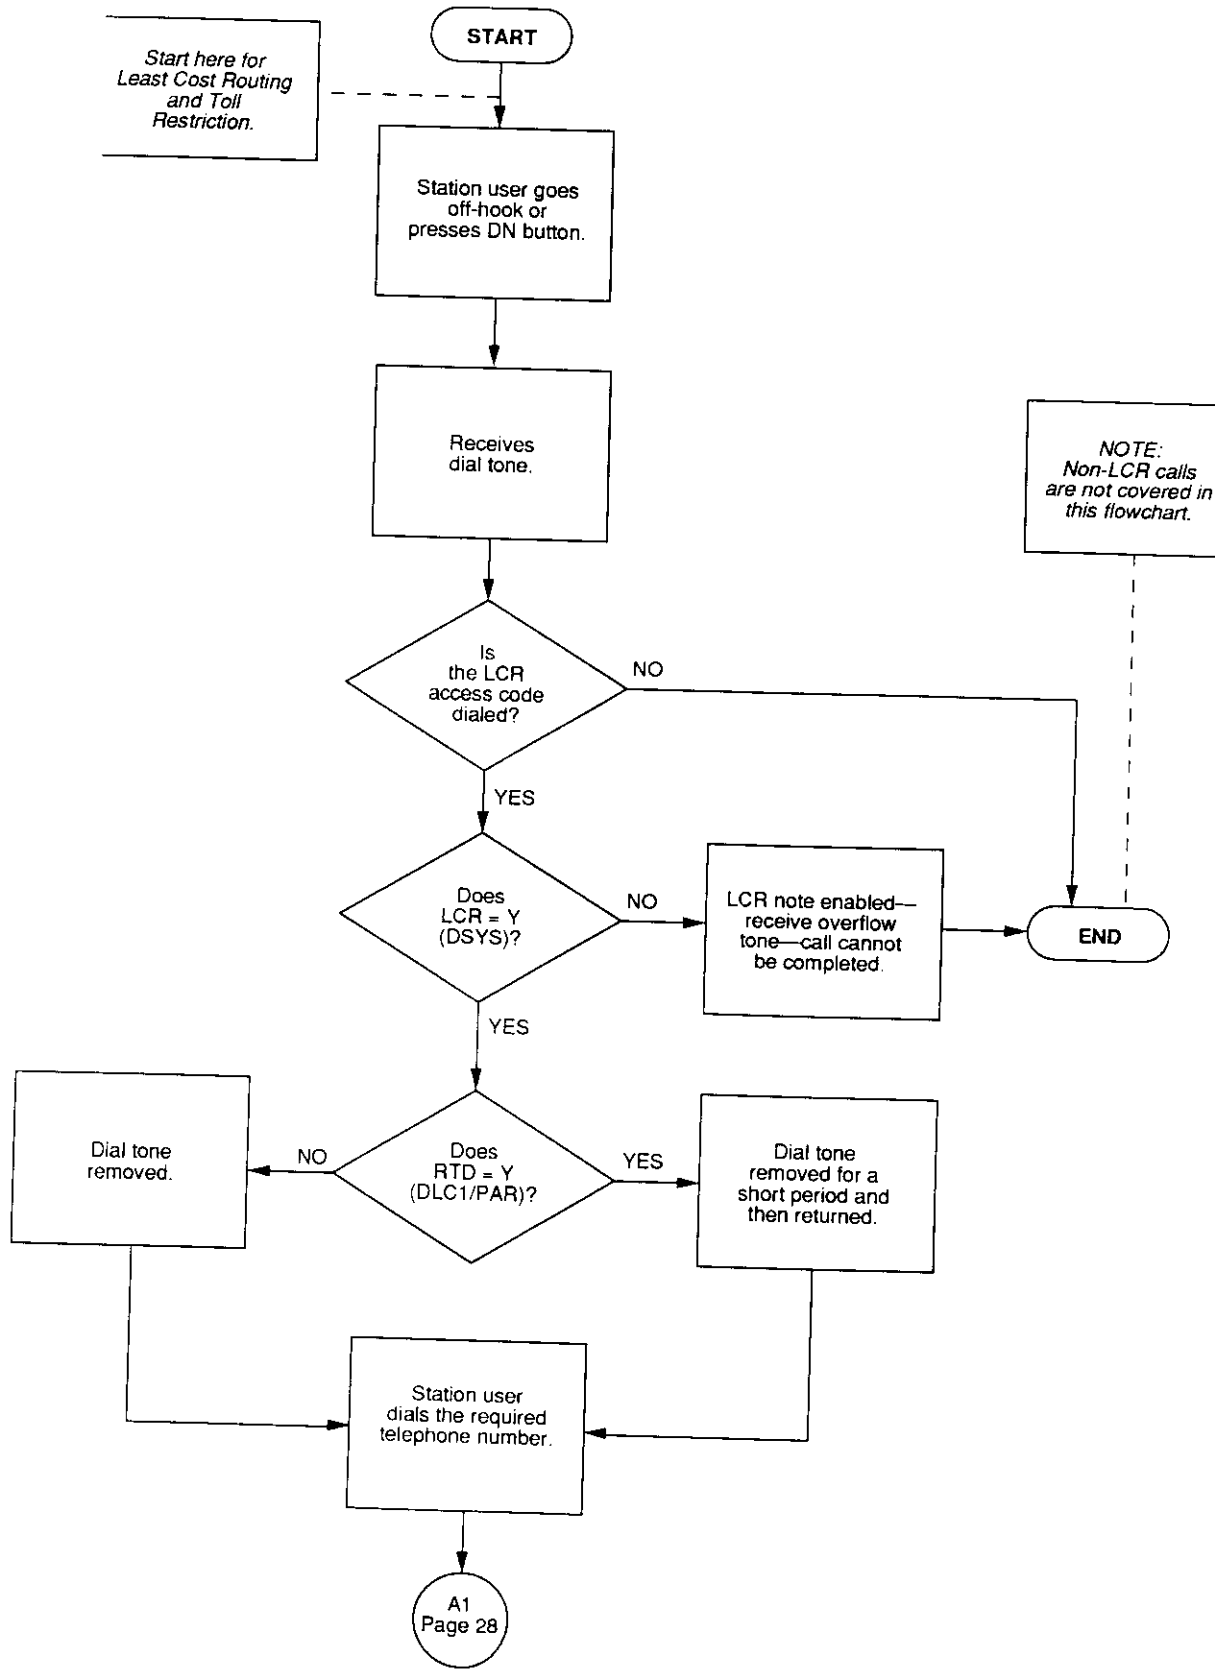 START
Start here for
Least Cost Routing
and Toll
Restriction.
Station user goes
off-hook or
presses DN button.
Receives
dial tone.
NOTE:
Non-LCR calls
are not covered in
this flowchart.
Is
the LCR
access code
dialed?
NO
YES
Does
LCR = Y
(DSYS)?
NO
LCR note enabled—
receive overflow
tone—call cannot
be completed.
END
YES
Does
RTD = Y
(DLC1/PAR)?
NO
Dial tone
removed.
YES
Dial tone
removed for a
short period and
then returned.
Station user
dials the required
telephone number.
A1
Page 28